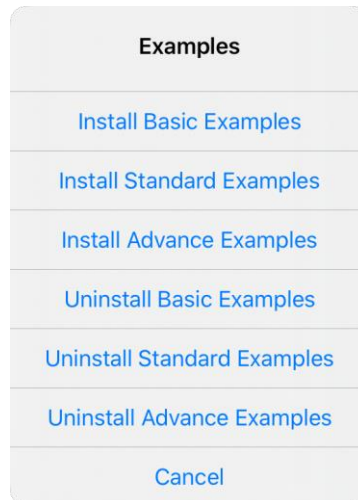 Examples
Install Basic Examples
Install Standard Examples
Install Advance Examples
Uninstall Basic Examples
Uninstall Standard Examples
Uninstall Advance Examples
Cancel